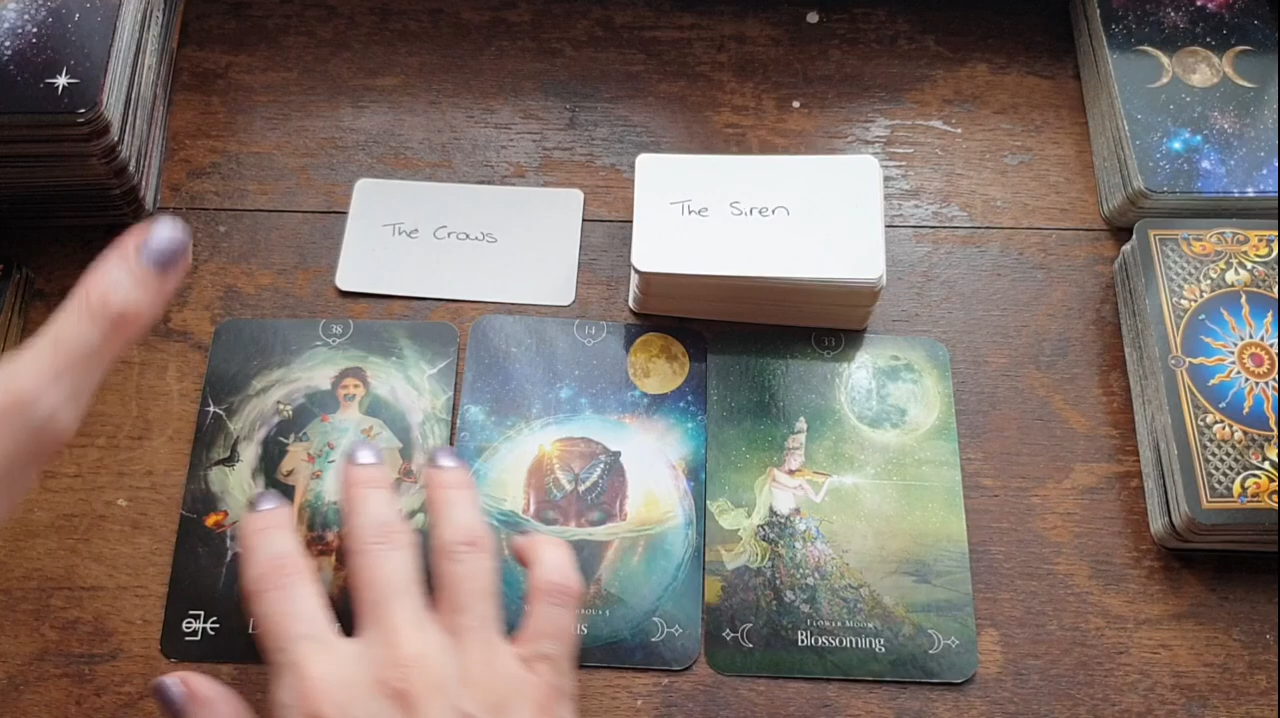 The Crows
The Siren
38
14
33
FLOWER MOON
Blossoming